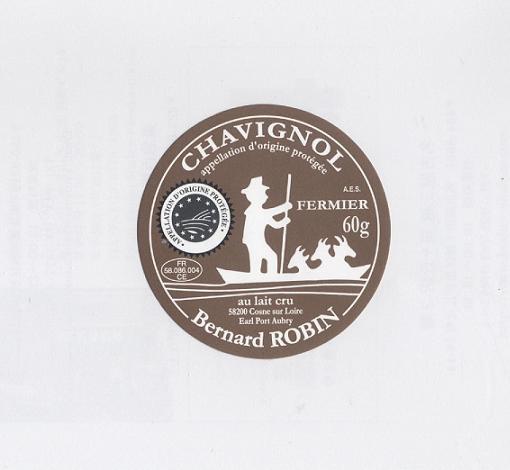 CHAVIGNOL
appellation d'origine protégée
A.E.S.
FERMIER
60g
• APPELLATION D'ORIGINE PROTÉGÉE •
FR
58.086.004
CE
au lait cru
58200 Cosne sur Loire
Earl Port Aubry
Bernard ROBIN